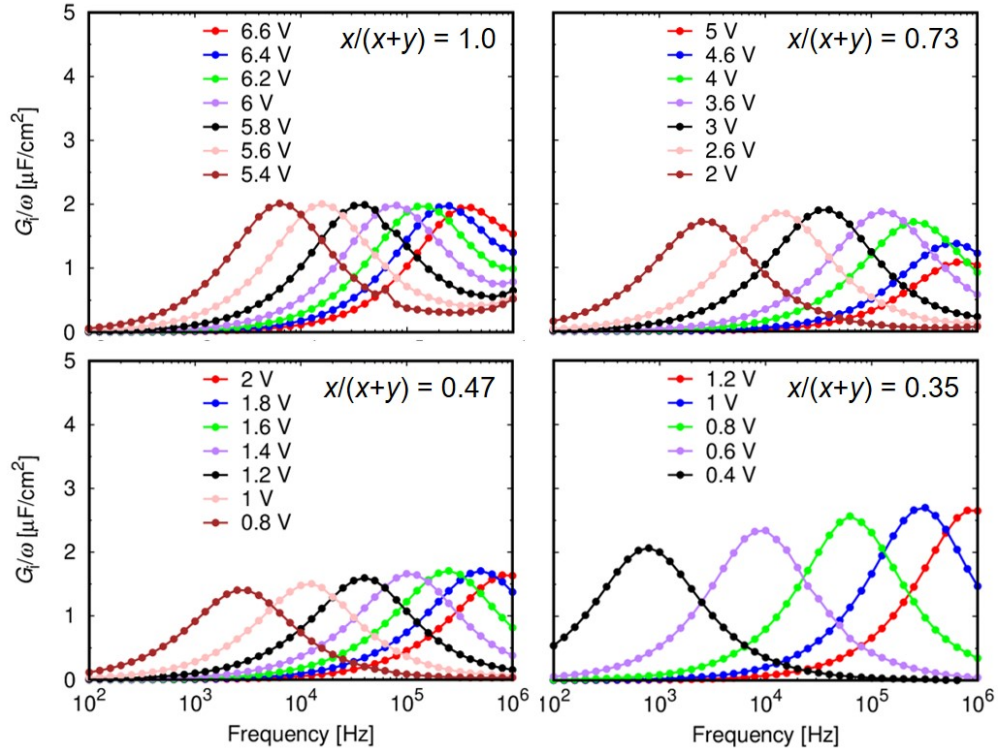 x/(x+y) = 1.0
6.6 V
6.4 V
6.2 V
6 V
5.8 V
5.6 V
5.4 V
5
4
3
2
1
0
Gᵢ/ω [µF/cm²]
x/(x+y) = 0.73
5 V
4.6 V
4 V
3.6 V
3 V
2.6 V
2 V
x/(x+y) = 0.47
2 V
1.8 V
1.6 V
1.4 V
1.2 V
1 V
0.8 V
5
4
3
2
1
0
Gᵢ/ω [µF/cm²]
10² 10³ 10⁴ 10⁵ 10⁶
Frequency [Hz]
x/(x+y) = 0.35
1.2 V
1 V
0.8 V
0.6 V
0.4 V
10² 10³ 10⁴ 10⁵ 10⁶
Frequency [Hz]